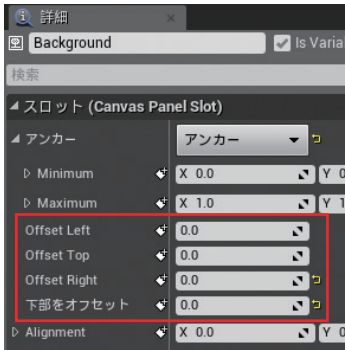 詳細
Background
Is Varia
検索
スロット (Canvas Panel Slot)
アンカー アンカー
Minimum X 0.0 Y 0
Maximum X 1.0 Y 1
Offset Left 0.0
Offset Top 0.0
Offset Right 0.0
下部をオフセット 0.0
Alignment X 0.0 Y 0